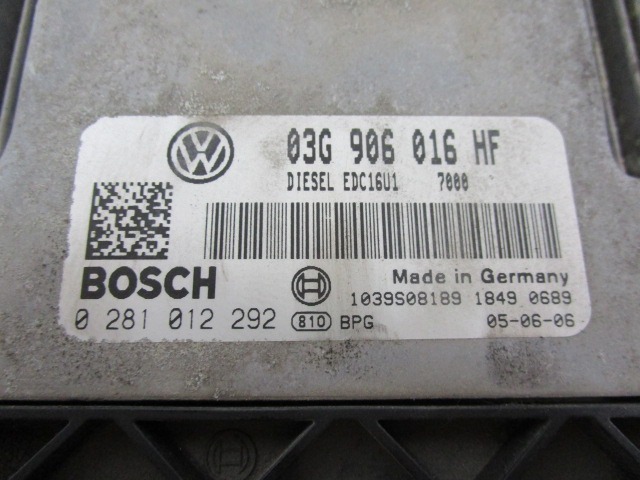 03G 906 016 HF
DIESEL EDC16U1 7000
BOSCH
Made in Germany
1039S08189 1849 0689
0 281 012 292 810 BPG 05-06-06